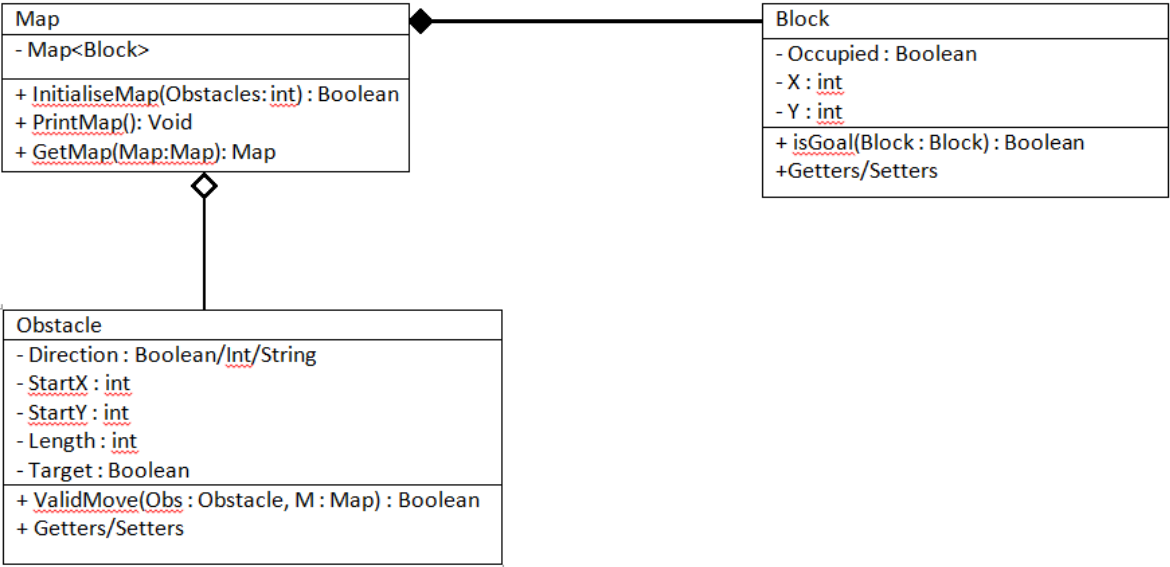 Map
- Map<Block>
+ InitialiseMap(Obstacles: int) : Boolean
+ PrintMap(): Void
+ GetMap(Map:Map): Map
Block
- Occupied : Boolean
- X : int
- Y : int
+ isGoal(Block : Block) : Boolean
+Getters/Setters
Obstacle
- Direction : Boolean/Int/String
- StartX : int
- StartY : int
- Length : int
- Target : Boolean
+ ValidMove(Obs : Obstacle, M : Map) : Boolean
+ Getters/Setters